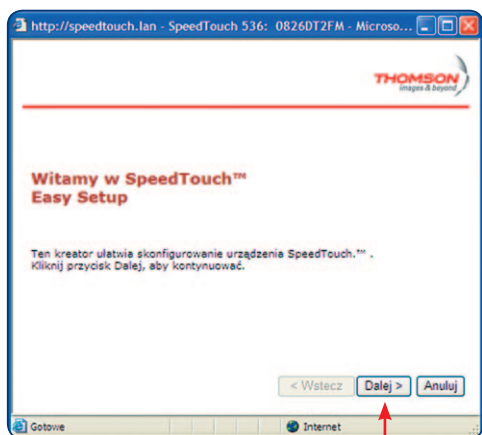 http://speedtouch.lan - SpeedTouch 536: 0826DT2FM - Microso...
THOMSON
images & beyond
Witamy w SpeedTouch™
Easy Setup
Ten kreator ułatwia skonfigurowanie urządzenia SpeedTouch.™ .
Kliknij przycisk Dalej, aby kontynuować.
< Wstecz Dalej > Anuluj
Gotowe Internet